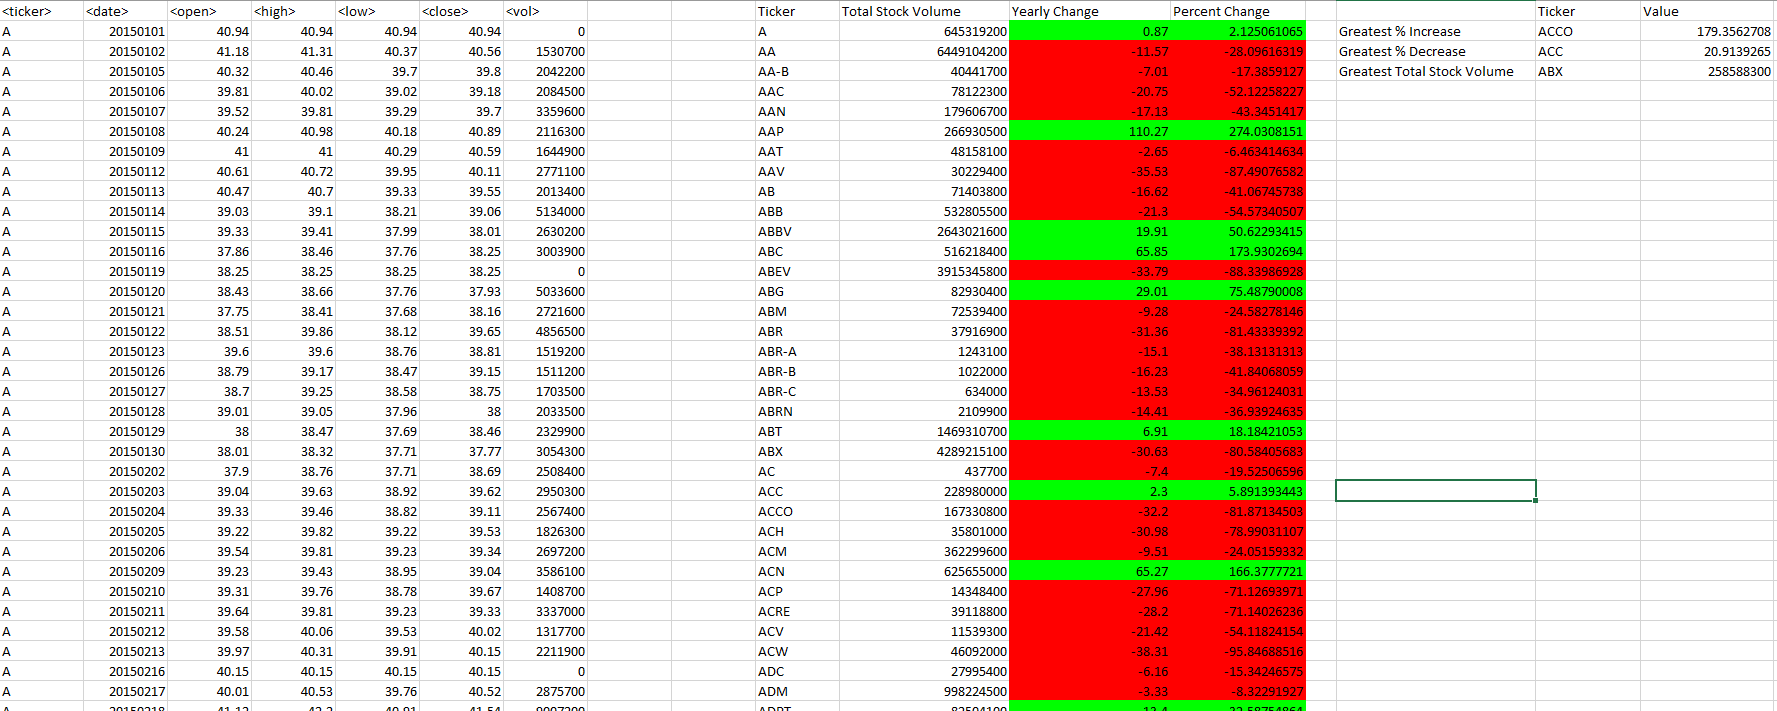 <ticker> <date> <open> <high> <low> <close> <vol> Ticker Total Stock Volume Yearly Change Percent Change Ticker Value
A 20150101 40.94 40.94 40.94 40.94 0 A 645319200 0.87 2.125061065 Greatest % Increase ACCO 179.3562708
A 20150102 41.18 41.31 40.37 40.56 1530700 AA 6449104200 -11.57 -28.09616319 Greatest % Decrease ACC 20.9139265
A 20150105 40.32 40.46 39.7 39.8 2042200 AA-B 40441700 -7.01 -17.3859127 Greatest Total Stock Volume ABX 258588300
A 20150106 39.81 40.02 39.02 39.18 2084500 AAC 78122300 -20.75 -52.12258227
A 20150107 39.52 39.81 39.29 39.7 3359600 AAN 179606700 -17.13 -43.3451417
A 20150108 40.24 40.98 40.18 40.89 2116300 AAP 266930500 110.27 274.0308151
A 20150109 41 41 40.29 40.59 1644900 AAT 48158100 -2.65 -6.463414634
A 20150112 40.61 40.72 39.95 40.11 2771100 AAV 30229400 -35.53 -87.49076582
A 20150113 40.47 40.7 39.33 39.55 2013400 AB 71403800 -16.62 -41.06745738
A 20150114 39.03 39.1 38.21 39.06 5134000 ABB 532805500 -21.3 -54.57340507
A 20150115 39.33 39.41 37.99 38.01 2630200 ABBV 2643021600 19.91 50.62293415
A 20150116 37.86 38.46 37.76 38.25 3003900 ABC 516218400 65.85 173.9302694
A 20150119 38.25 38.25 38.25 38.25 0 ABEV 3915345800 -33.79 -88.33986928
A 20150120 38.43 38.66 37.76 37.93 5033600 ABG 82930400 29.01 75.48790008
A 20150121 37.75 38.41 37.68 38.16 2721600 ABM 72539400 -9.28 -24.58278146
A 20150122 38.51 39.86 38.12 39.65 4856500 ABR 37916900 -31.36 -81.43339392
A 20150123 39.6 39.6 38.76 38.81 1519200 ABR-A 1243100 -15.1 -38.13131313
A 20150126 38.79 39.17 38.47 39.15 1511200 ABR-B 1022000 -16.23 -41.84068059
A 20150127 38.7 39.25 38.58 38.75 1703500 ABR-C 634000 -13.53 -34.96124031
A 20150128 39.01 39.05 37.96 38 2033500 ABRN 2109900 -14.41 -36.93924635
A 20150129 38 38.47 37.69 38.46 2329900 ABT 1469310700 6.91 18.18421053
A 20150130 38.01 38.32 37.71 37.77 3054300 ABX 4289215100 -30.63 -80.58405683
A 20150202 37.9 38.76 37.71 38.69 2508400 AC 437700 -7.4 -19.52506596
A 20150203 39.04 39.63 38.92 39.62 2950300 ACC 228980000 2.3 5.891393443
A 20150204 39.33 39.46 38.82 39.11 2567400 ACCO 167330800 -32.2 -81.87134503
A 20150205 39.22 39.82 39.22 39.53 1826300 ACH 35801000 -30.98 -78.99031107
A 20150206 39.54 39.81 39.23 39.34 2697200 ACM 362299600 -9.51 -24.05159332
A 20150209 39.23 39.43 38.95 39.04 3586100 ACN 625655000 65.27 166.3777721
A 20150210 39.31 39.76 38.78 39.67 1408700 ACP 14348400 -27.96 -71.12693971
A 20150211 39.64 39.81 39.23 39.33 3337000 ACRE 39118800 -28.2 -71.14026236
A 20150212 39.58 40.06 39.53 40.02 1317700 ACV 11539300 -21.42 -54.11824154
A 20150213 39.97 40.31 39.91 40.15 2211900 ACW 46092000 -38.31 -95.84688516
A 20150216 40.15 40.15 40.15 40.15 0 ADC 27995400 -6.16 -15.34246575
A 20150217 40.01 40.53 39.76 40.52 2875700 ADM 998224500 -3.33 -8.32291927